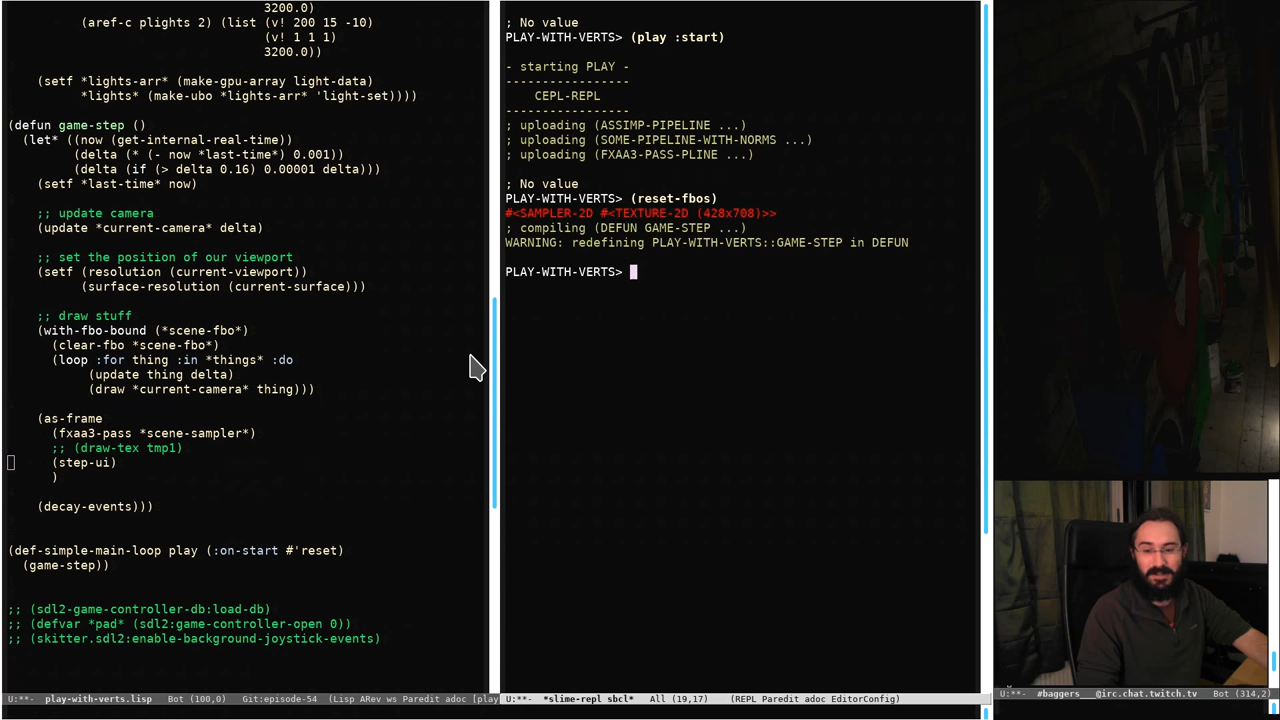 3200.0)
(aref-c plights 2) (list (v! 200 15 -10)
(v! 1 1 1)
3200.0))
(setf *lights-arr* (make-gpu-array light-data)
*lights* (make-ubo *lights-arr* 'light-set))))
(defun game-step ()
(let* ((now (get-internal-real-time))
(delta (* (- now *last-time*) 0.001))
(delta (if (> delta 0.16) 0.00001 delta)))
(setf *last-time* now)
;; update camera
(update *current-camera* delta)
;; set the position of our viewport
(setf (resolution (current-viewport))
(surface-resolution (current-surface)))
;; draw stuff
(with-fbo-bound (*scene-fbo*)
(clear-fbo *scene-fbo*)
(loop :for thing :in *things* :do
(update thing delta)
(draw *current-camera* thing)))
(as-frame
(fxaa3-pass *scene-sampler*)
;; (draw-tex tmp1)
(step-ui)
)
(decay-events)))
(def-simple-main-loop play (:on-start #'reset)
(game-step))
;; (sdl2-game-controller-db:load-db)
;; (defvar *pad* (sdl2:game-controller-open 0))
;; (skitter.sdl2:enable-background-joystick-events)
U:**- play-with-verts.lisp Bot (100,0) Git:episode-54 (Lisp ARev ws Paredit adoc [play
; No value
PLAY-WITH-VERTS> (play :start)
- starting PLAY -
-----------------
CEPL-REPL
-----------------
; uploading (ASSIMP-PIPELINE ...)
; uploading (SOME-PIPELINE-WITH-NORMS ...)
; uploading (FXAA3-PASS-PLINE ...)
; No value
PLAY-WITH-VERTS> (reset-fbos)
#<SAMPLER-2D #<TEXTURE-2D (428x708)>>
; compiling (DEFUN GAME-STEP ...)
WARNING: redefining PLAY-WITH-VERTS::GAME-STEP in DEFUN
PLAY-WITH-VERTS>
U:**- *slime-repl sbcl* All (19,17) (REPL Paredit adoc EditorConfig)
U:**- #baggers___@irc.chat.twitch.tv Bot (314,2)